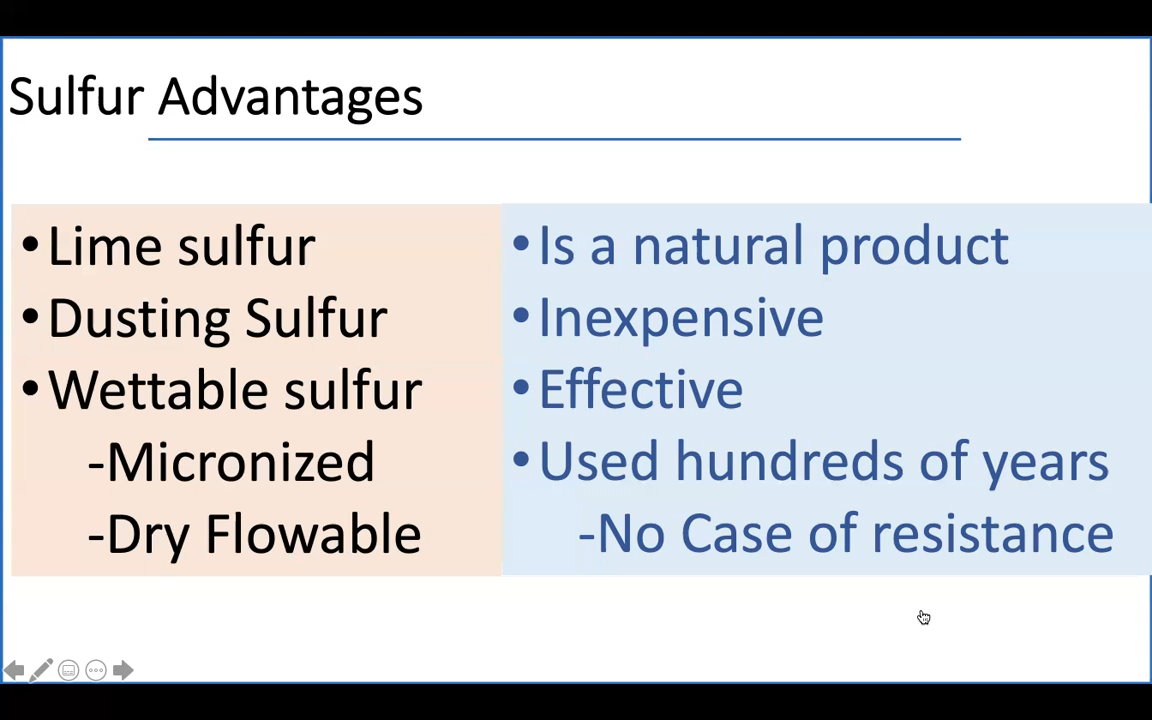 Sulfur Advantages
•Lime sulfur
•Dusting Sulfur
•Wettable sulfur
-Micronized
-Dry Flowable
•Is a natural product
•Inexpensive
•Effective
•Used hundreds of years
-No Case of resistance